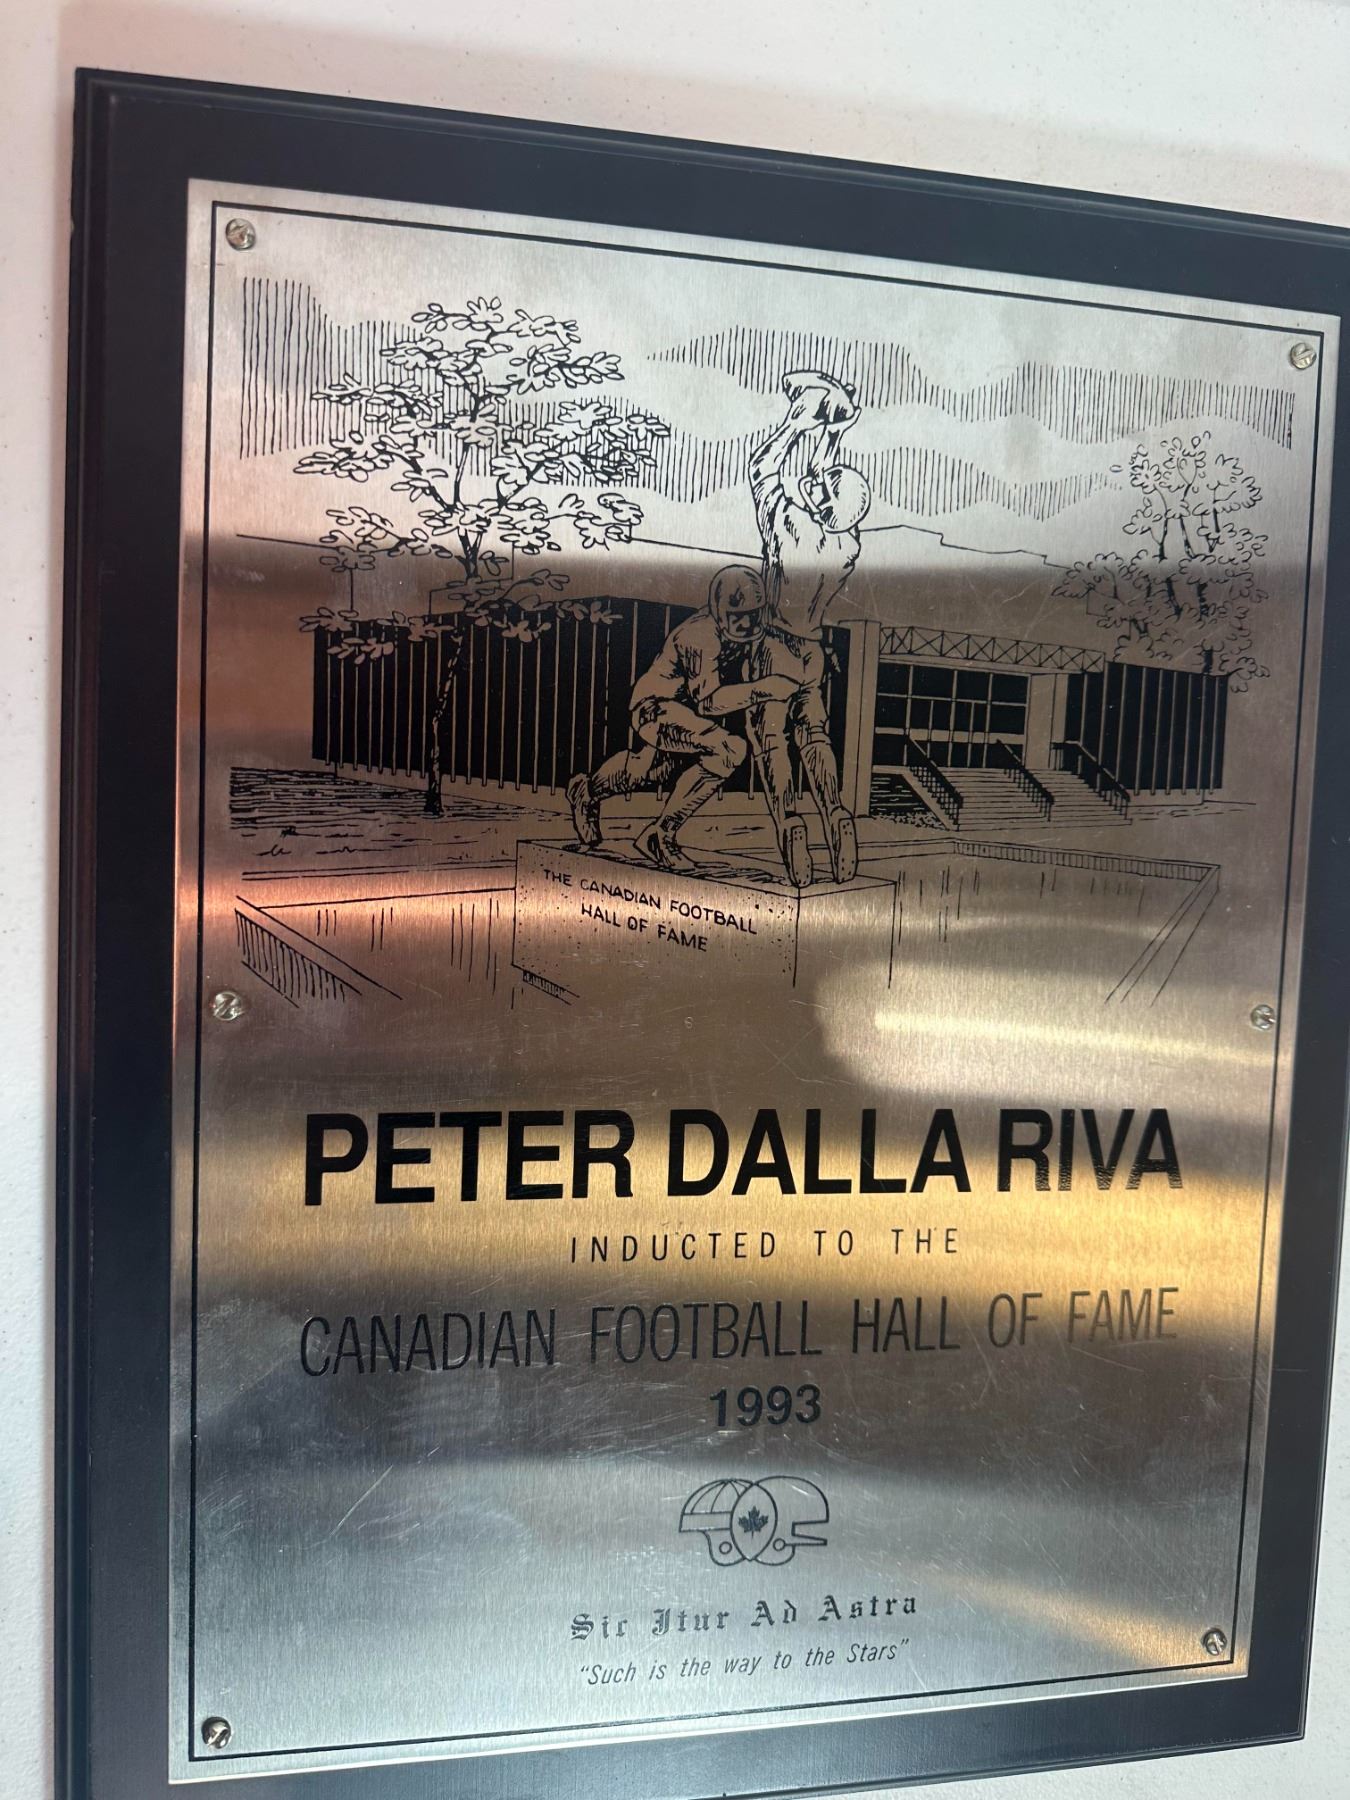 THE CANADIAN FOOTBALL
HALL OF FAME
PETER DALLA RIVA
INDUCTED TO THE
CANADIAN FOOTBALL HALL OF FAME
1993
Sic Itur Ad Astra
"Such is the way to the Stars"